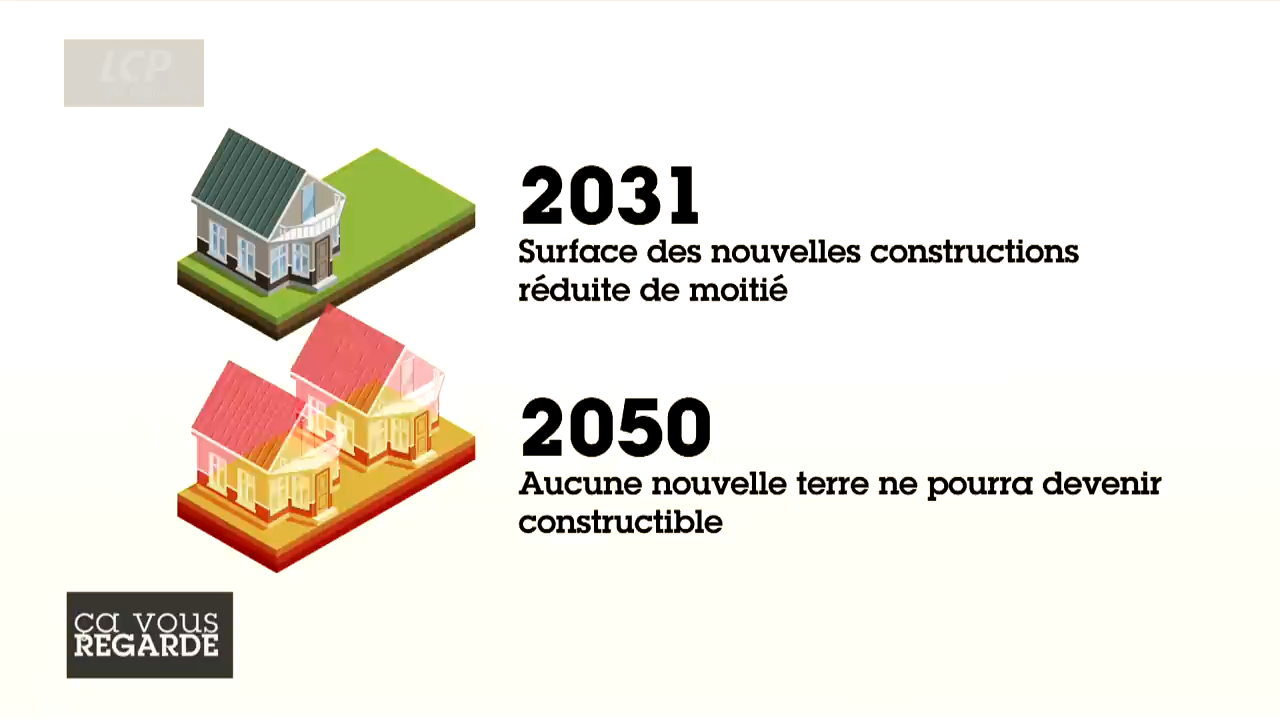 LCP
2031
Surface des nouvelles constructions
réduite de moitié
2050
Aucune nouvelle terre ne pourra devenir
constructible
ça vous
REGARDE